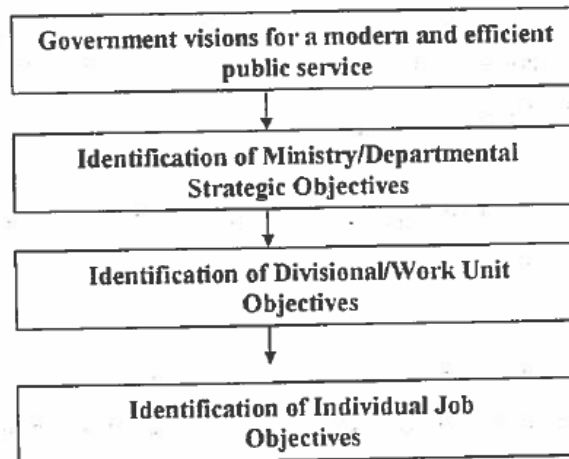 Government visions for a modern and efficient
public service
Identification of Ministry/Departmental
Strategic Objectives
Identification of Divisional/Work Unit
Objectives
Identification of Individual Job
Objectives